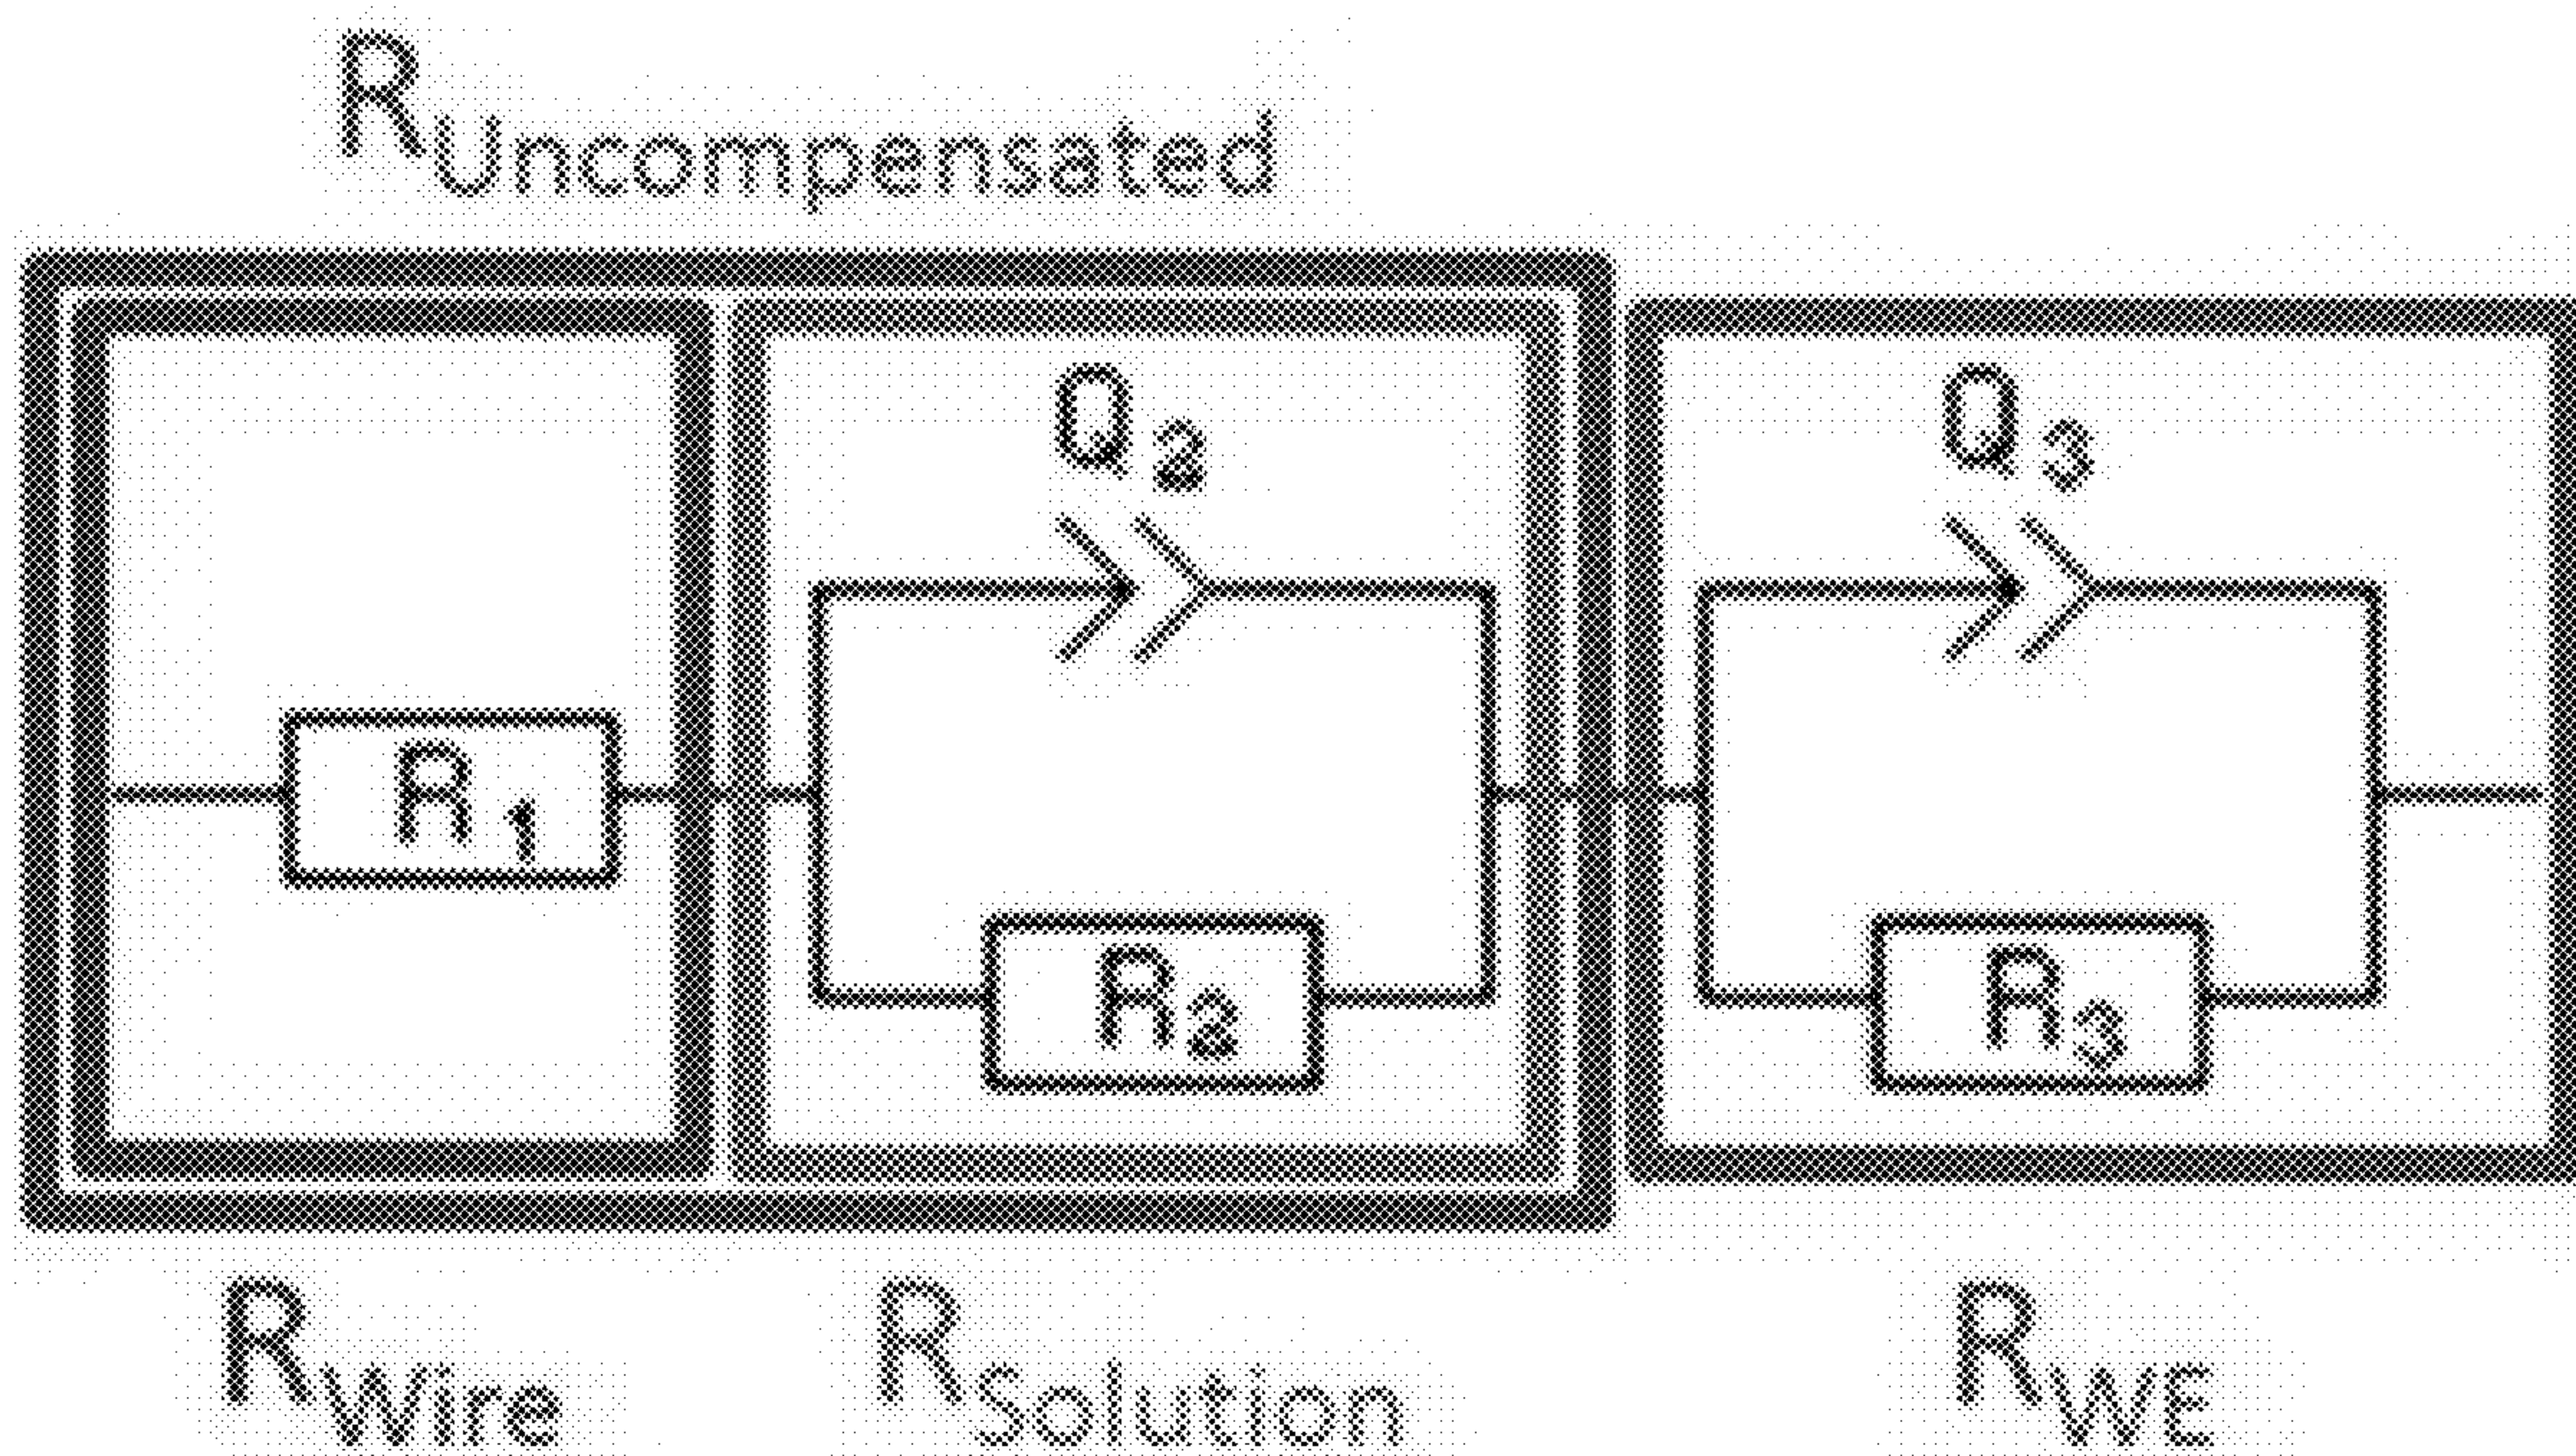 RUncompensated
Q2 Q3
R1
R2 R3
RWire RSolution RWE